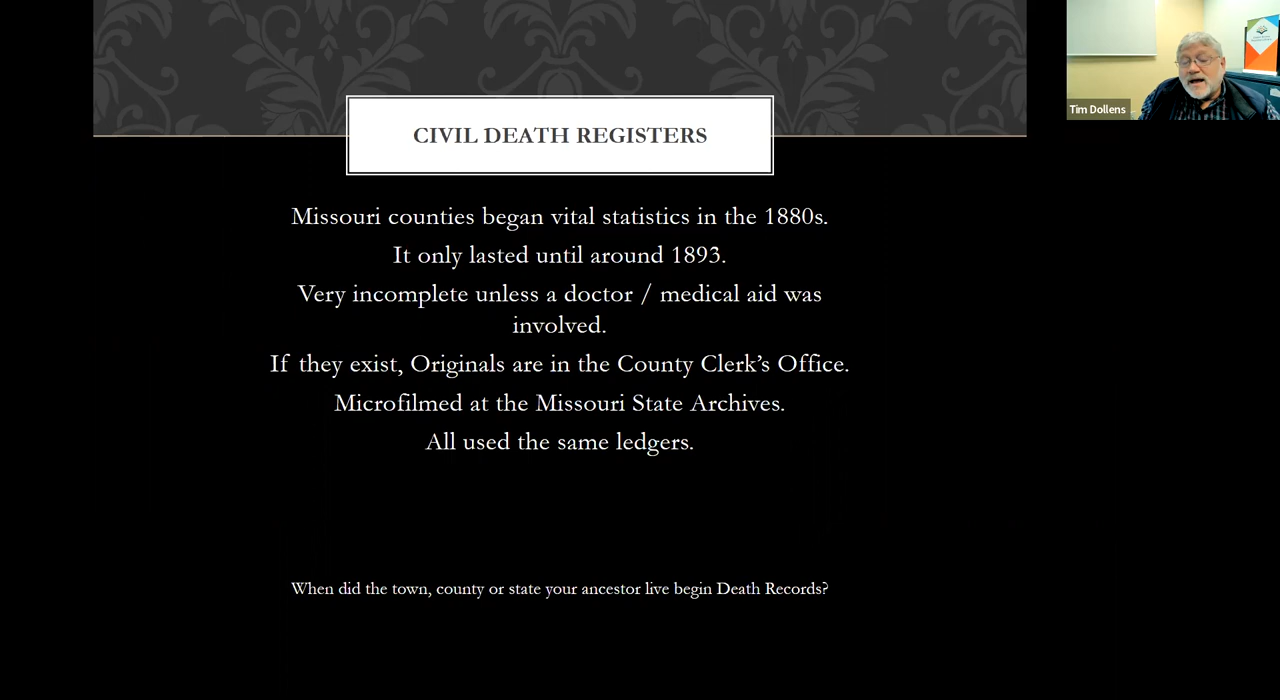 CIVIL DEATH REGISTERS
Missouri counties began vital statistics in the 1880s.
It only lasted until around 1893.
Very incomplete unless a doctor / medical aid was
involved.
If they exist, Originals are in the County Clerk's Office.
Microfilmed at the Missouri State Archives.
All used the same ledgers.
When did the town, county or state your ancestor live begin Death Records?
Tim Dollens